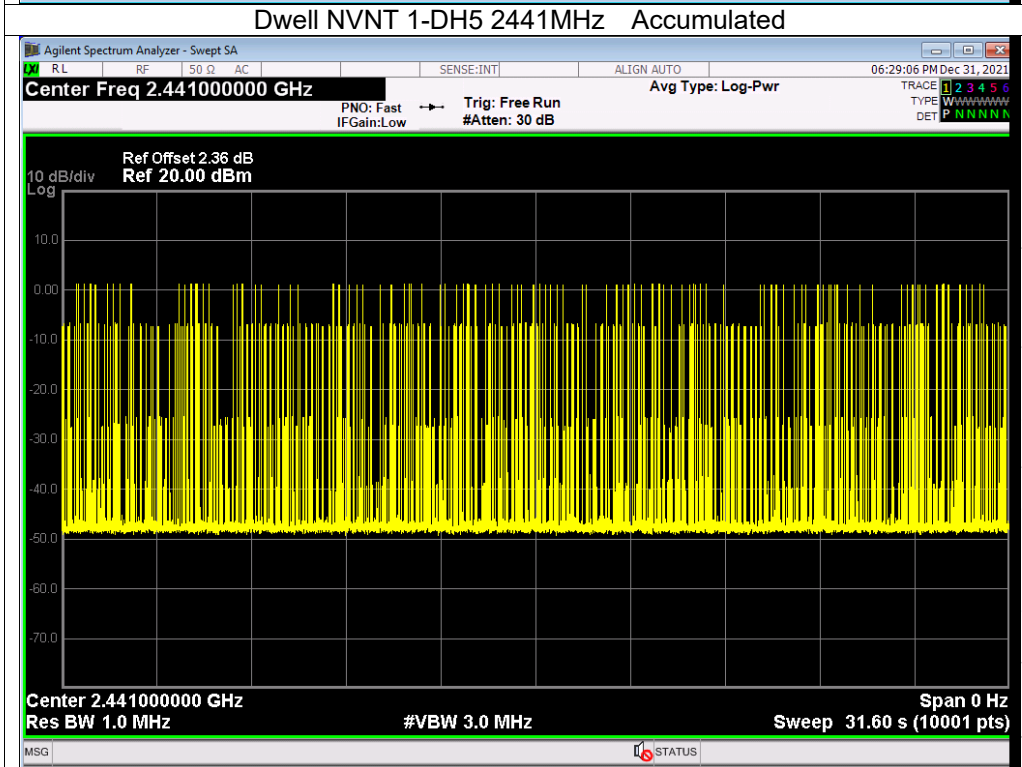 Dwell NVNT 1-DH5 2441MHz Accumulated
Agilent Spectrum Analyzer - Swept SA
LXI RL RF 50 Ω AC SENSE:INT ALIGN AUTO 06:29:06 PM Dec 31, 2021
Center Freq 2.441000000 GHz
Avg Type: Log-Pwr
TRACE 1 2 3 4 5 6
PNO: Fast Trig: Free Run
TYPE WWWWWW
IFGain:Low #Atten: 30 dB
DET P N N N N N
Ref Offset 2.36 dB
10 dB/div Ref 20.00 dBm
Log
10.0
0.00
-10.0
-20.0
-30.0
-40.0
-50.0
-60.0
-70.0
Center 2.441000000 GHz Span 0 Hz
Res BW 1.0 MHz #VBW 3.0 MHz Sweep 31.60 s (10001 pts)
MSG STATUS